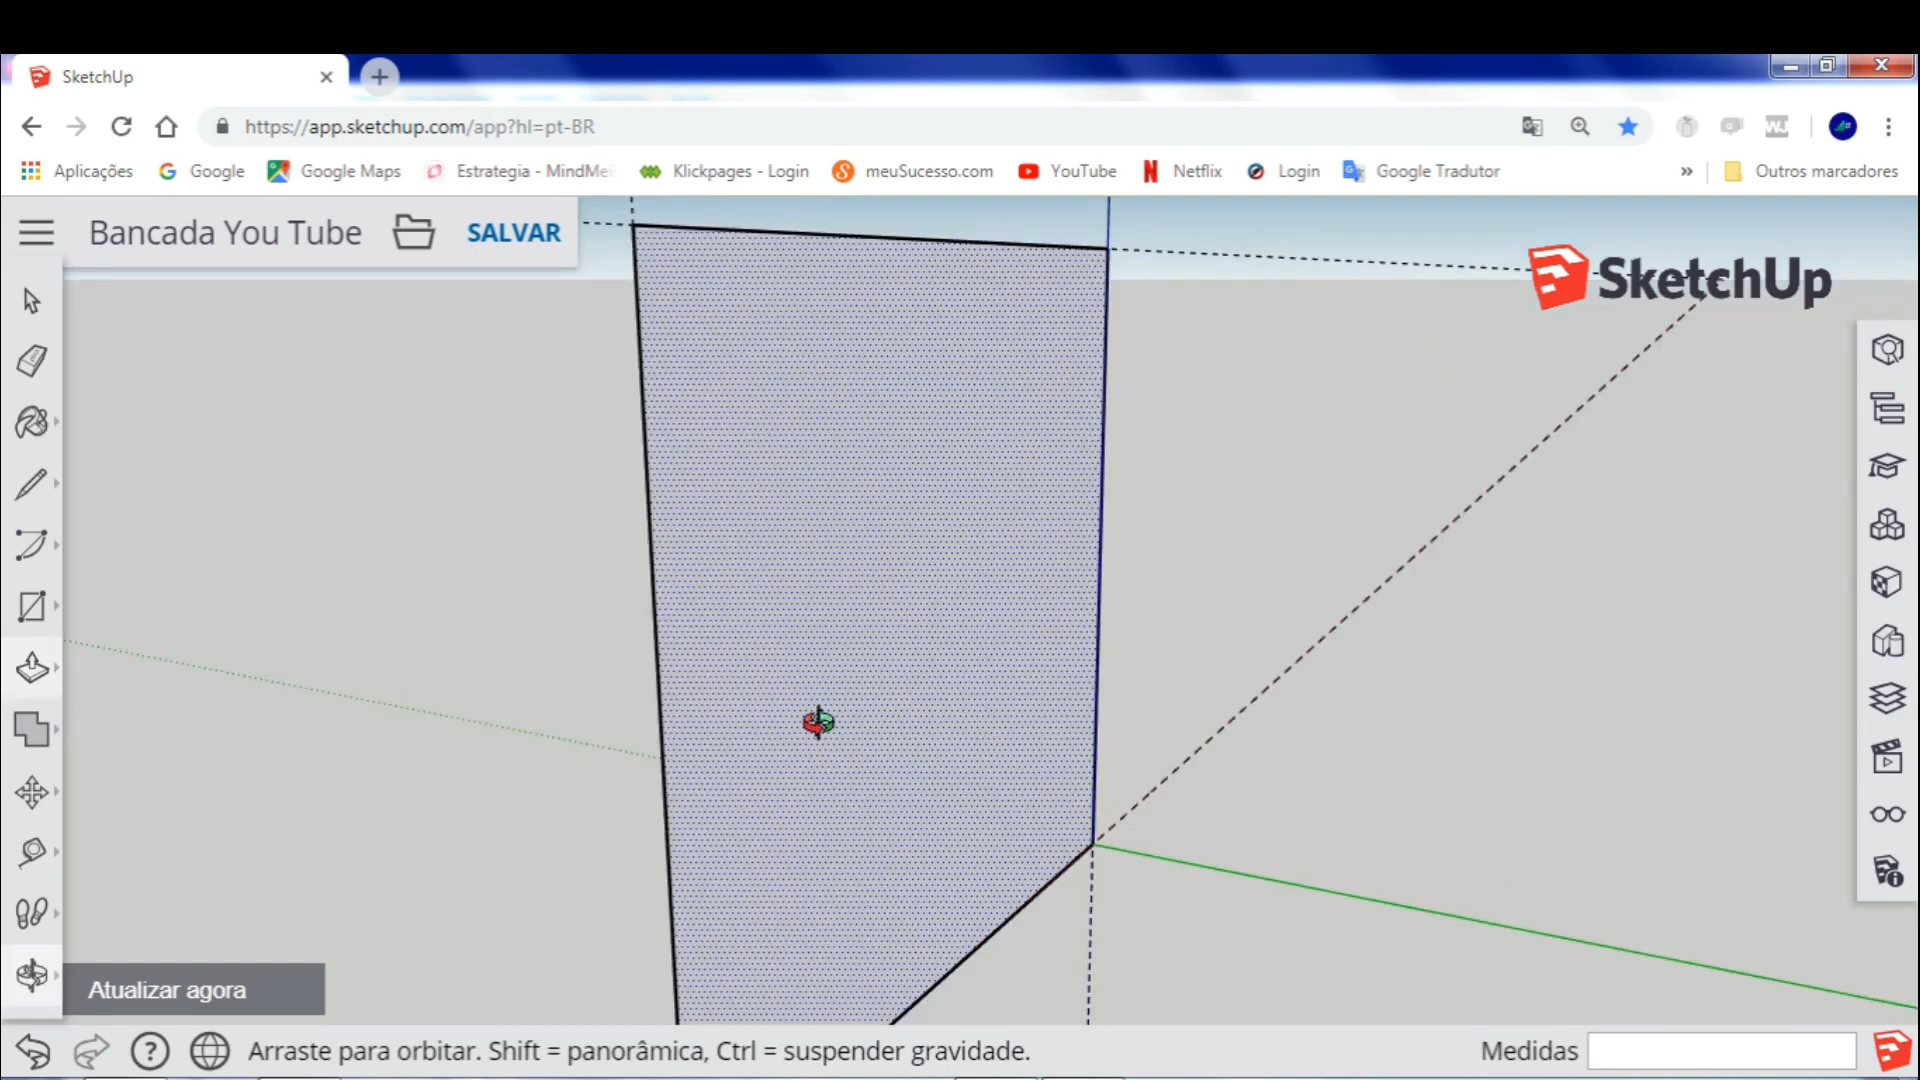 SketchUp
https://app.sketchup.com/app?hl=pt-BR
Aplicações Google Google Maps Estrategia - MindMei Klickpages - Login meuSucesso.com YouTube Netflix Login Google Tradutor » Outros marcadores
Bancada You Tube SALVAR
SketchUp
Atualizar agora
Arraste para orbitar. Shift = panorâmica, Ctrl = suspender gravidade. Medidas